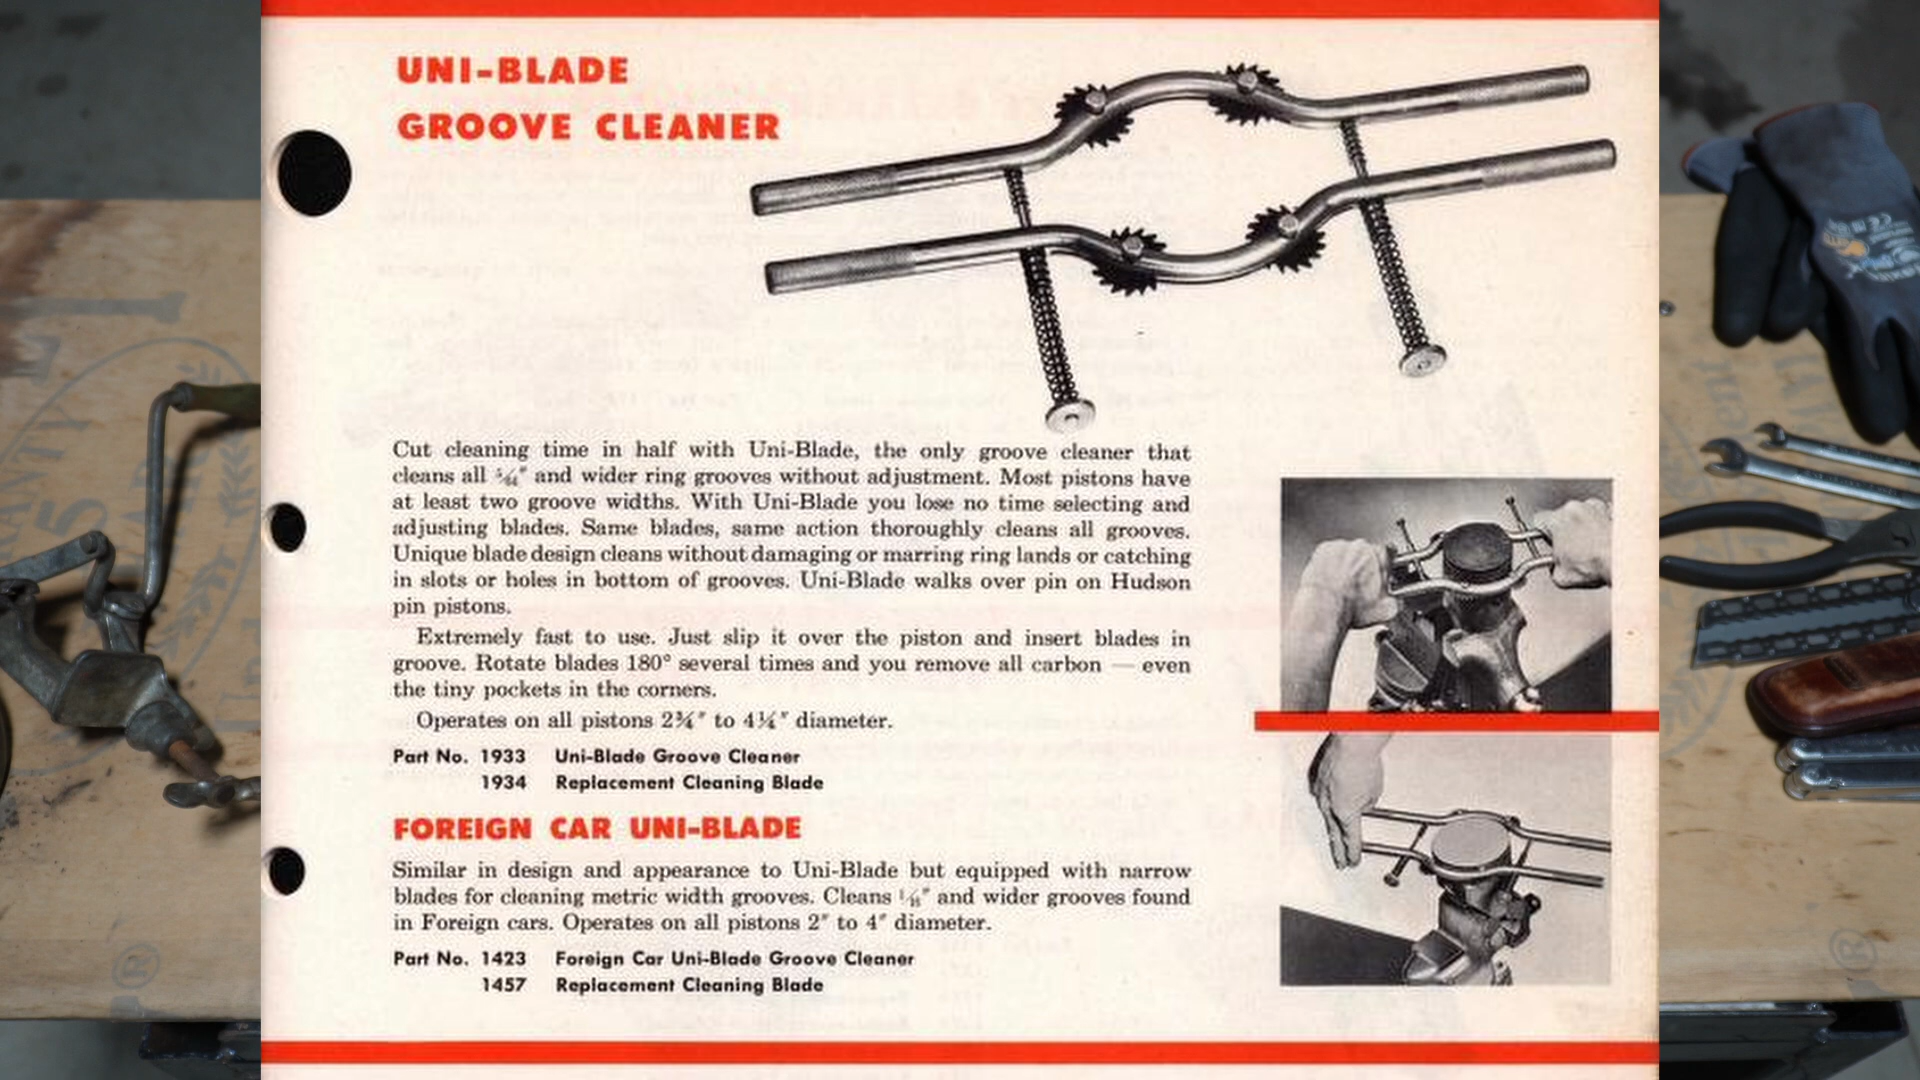 UNI-BLADE
GROOVE CLEANER
Cut cleaning time in half with Uni-Blade, the only groove cleaner that
cleans all 5/64″ and wider ring grooves without adjustment. Most pistons have
at least two groove widths. With Uni-Blade you lose no time selecting and
adjusting blades. Same blades, same action thoroughly cleans all grooves.
Unique blade design cleans without damaging or marring ring lands or catching
in slots or holes in bottom of grooves. Uni-Blade walks over pin on Hudson
pin pistons.
Extremely fast to use. Just slip it over the piston and insert blades in
groove. Rotate blades 180° several times and you remove all carbon — even
the tiny pockets in the corners.
Operates on all pistons 2¾″ to 4¼″ diameter.
Part No. 1933 Uni-Blade Groove Cleaner
1934 Replacement Cleaning Blade
FOREIGN CAR UNI-BLADE
Similar in design and appearance to Uni-Blade but equipped with narrow
blades for cleaning metric width grooves. Cleans 1/16″ and wider grooves found
in Foreign cars. Operates on all pistons 2″ to 4″ diameter.
Part No. 1423 Foreign Car Uni-Blade Groove Cleaner
1457 Replacement Cleaning Blade